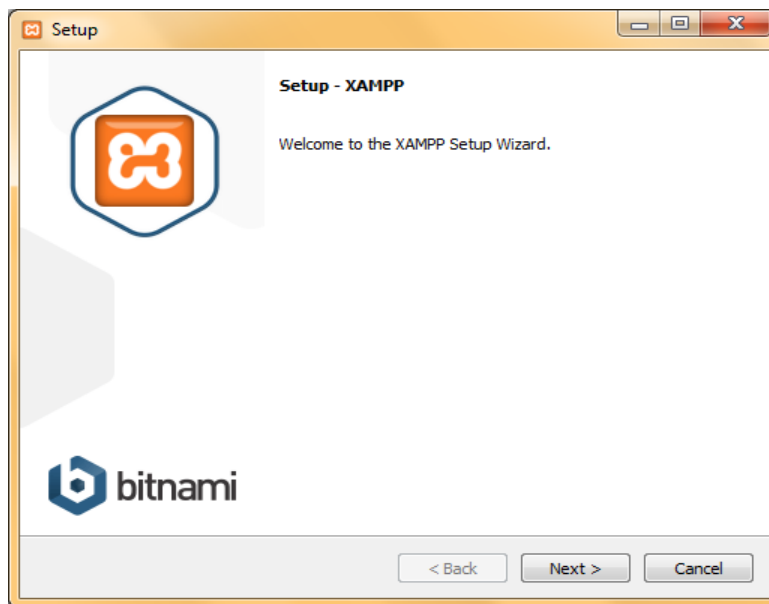 Setup
Setup - XAMPP
Welcome to the XAMPP Setup Wizard.
bitnami
< Back
Next >
Cancel